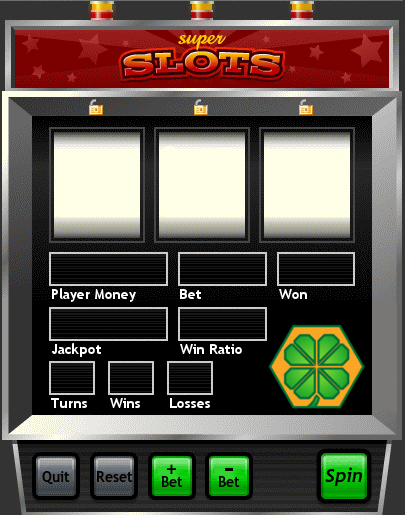 super
SLOTS
Player Money
Bet
Won
Jackpot
Win Ratio
Turns
Wins
Losses
Quit
Reset
+
Bet
-
Bet
Spin